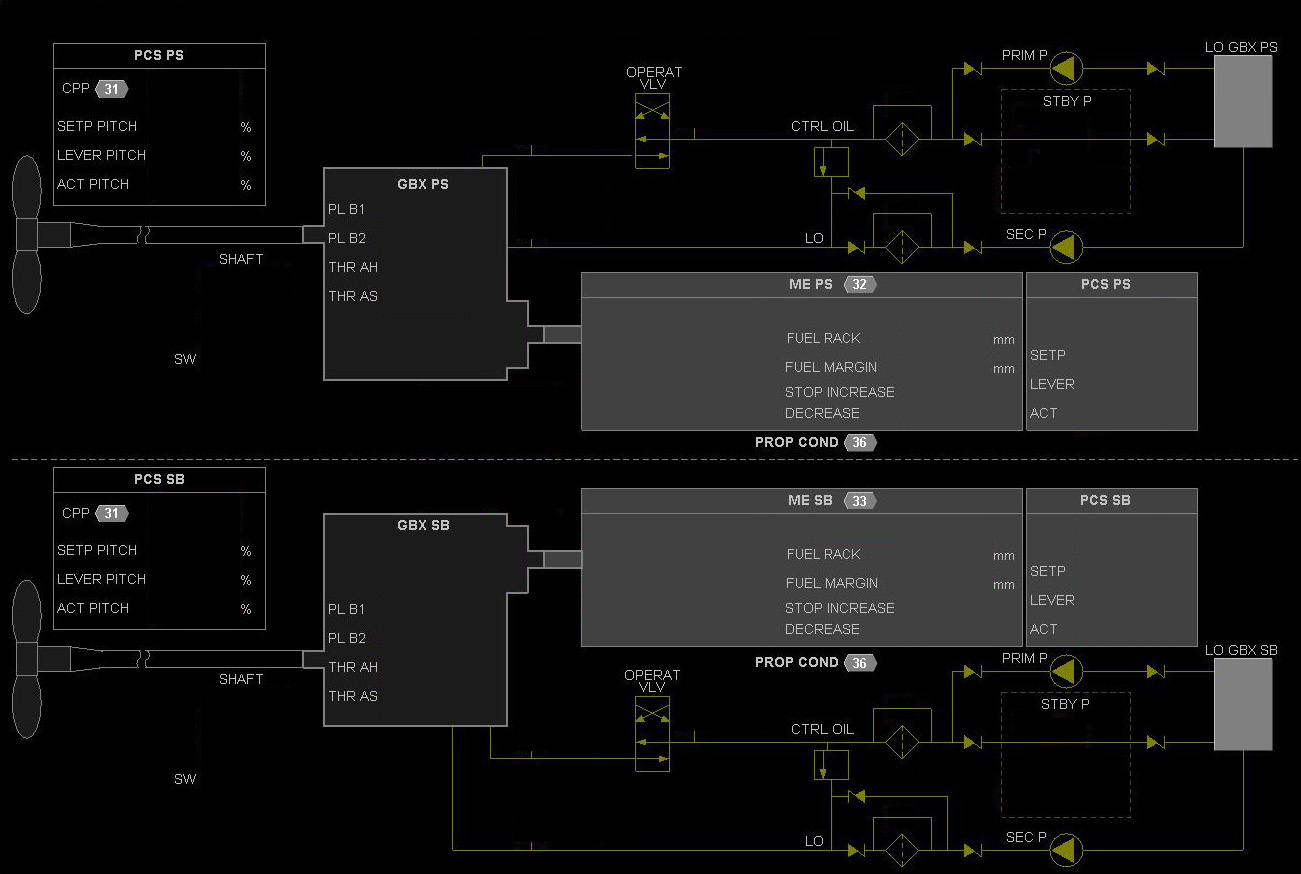 PCS PS
CPP 31
SETP PITCH %
LEVER PITCH %
ACT PITCH %
SHAFT
SW
GBX PS
PL B1
PL B2
THR AH
THR AS
OPERAT
VLV
CTRL OIL
LO
PRIM P
STBY P
SEC P
LO GBX PS
ME PS 32
FUEL RACK mm
FUEL MARGIN mm
STOP INCREASE
DECREASE
PCS PS
SETP
LEVER
ACT
PROP COND 36
PCS SB
CPP 31
SETP PITCH %
LEVER PITCH %
ACT PITCH %
SHAFT
SW
GBX SB
PL B1
PL B2
THR AH
THR AS
ME SB 33
FUEL RACK mm
FUEL MARGIN mm
STOP INCREASE
DECREASE
PCS SB
SETP
LEVER
ACT
PROP COND 36
OPERAT
VLV
CTRL OIL
LO
PRIM P
STBY P
SEC P
LO GBX SB